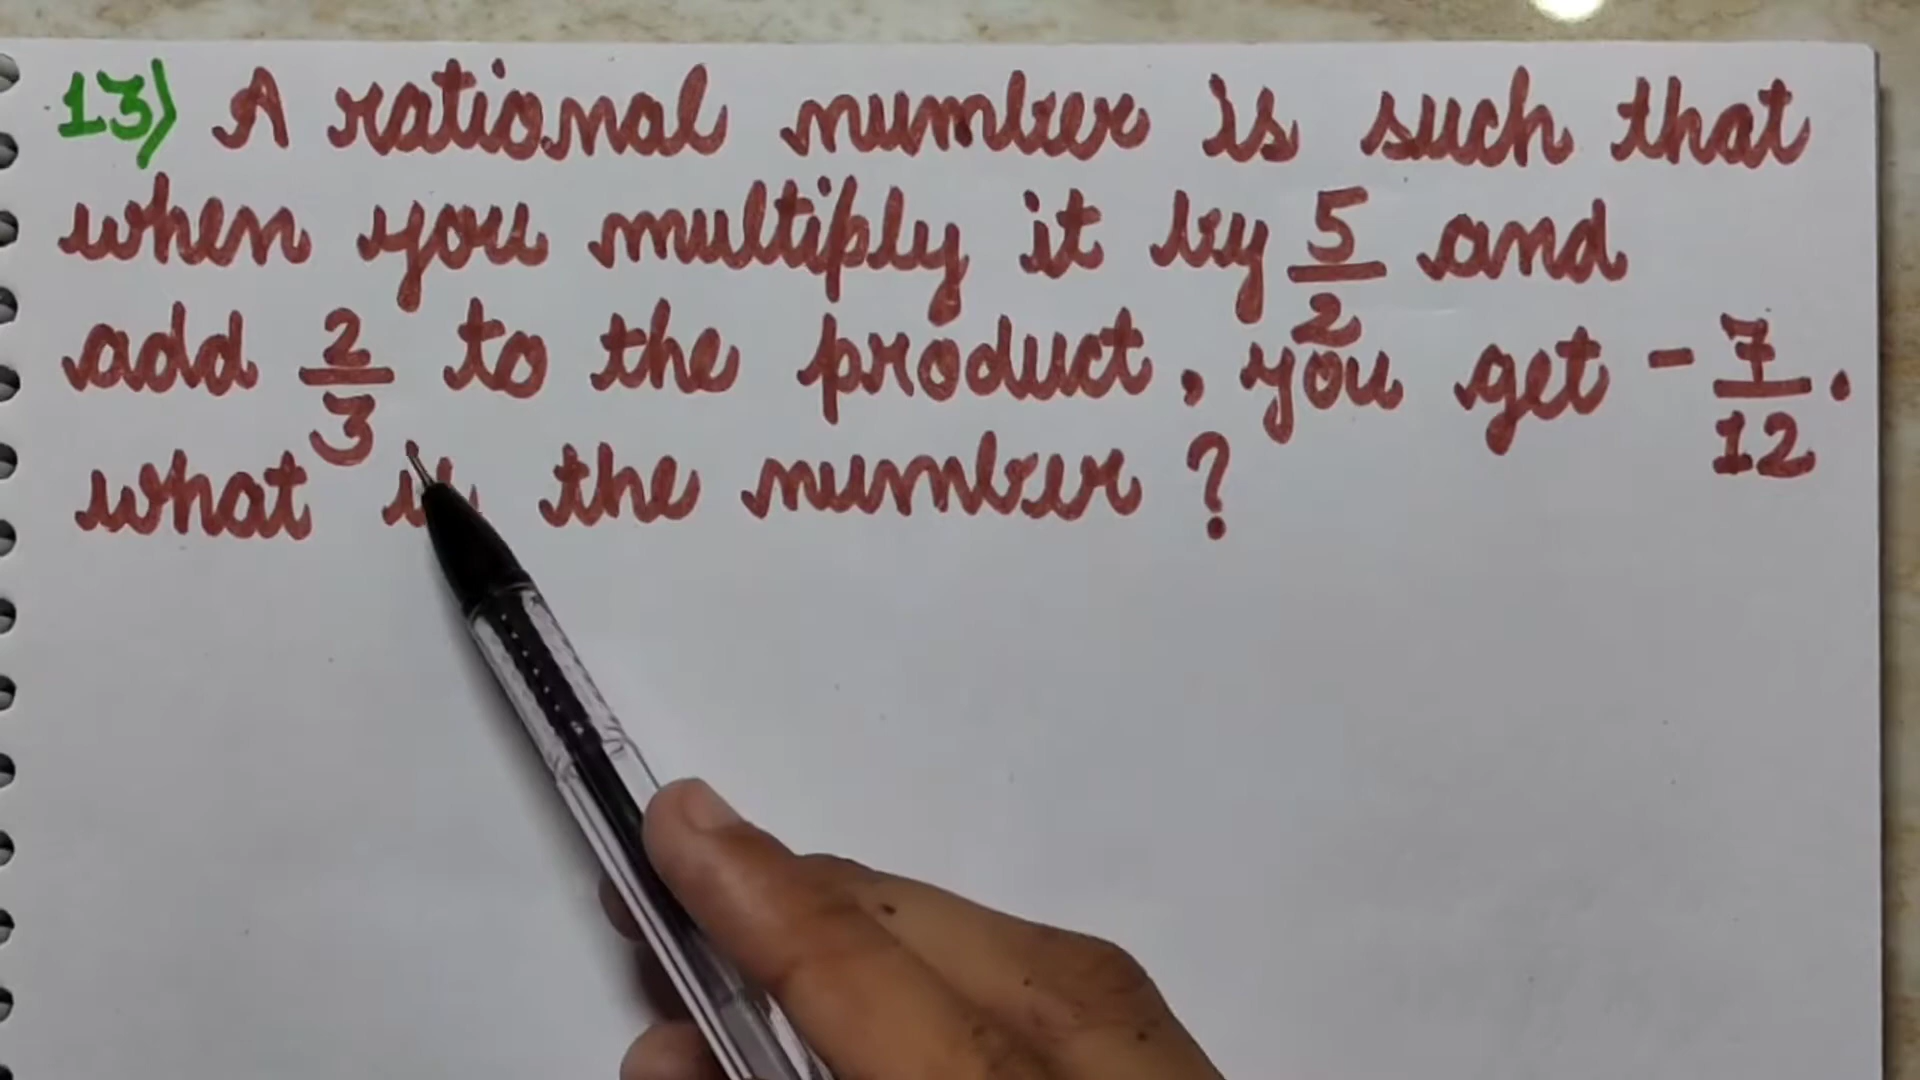 13) A rational number is such that
when you multiply it by 5/2 and
add 2/3 to the product, you get - 7/12.
what is the number?